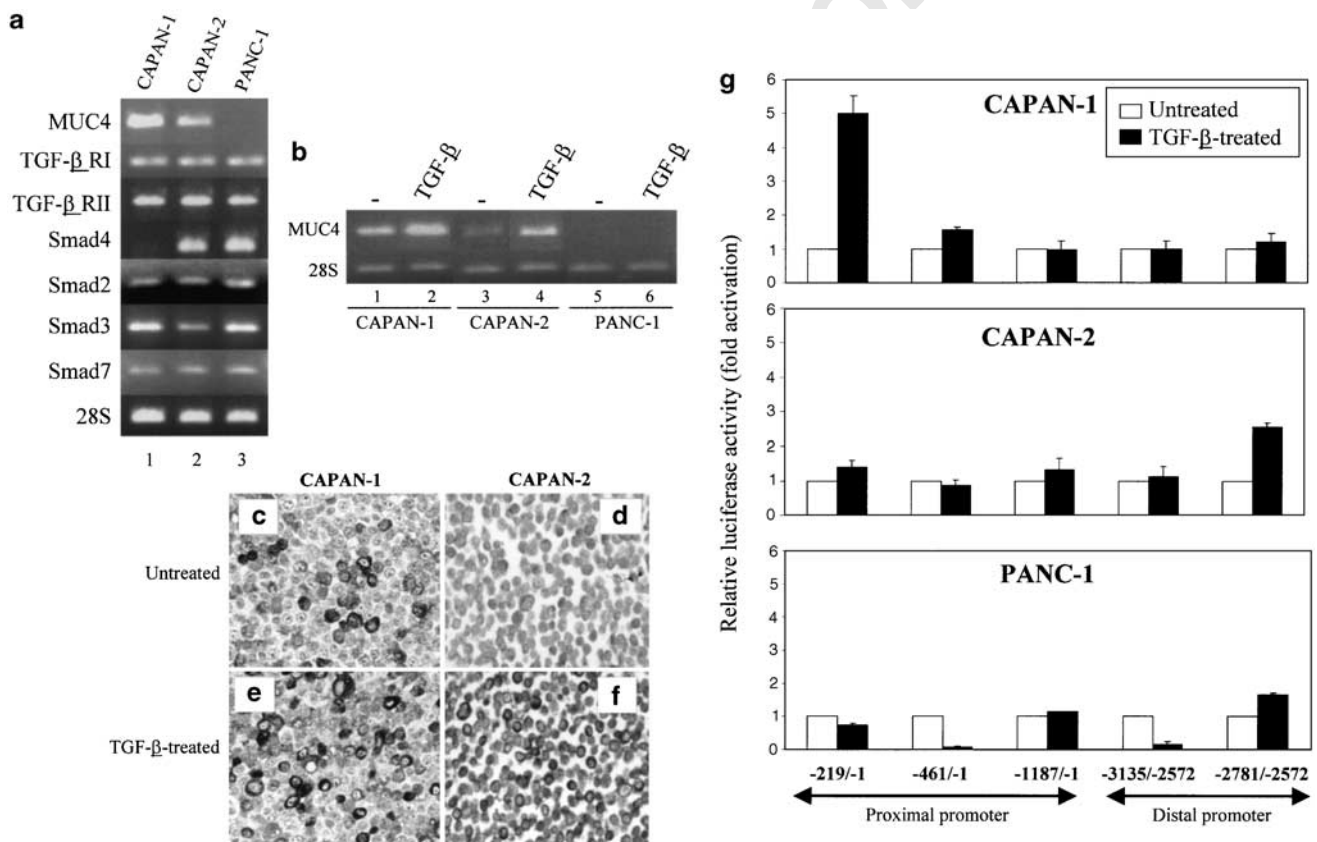 a
CAPAN-1 CAPAN-2 PANC-1
MUC4
TGF-β RI
TGF-β RII
Smad4
Smad2
Smad3
Smad7
28S
1 2 3
b
- TGF-β - TGF-β - TGF-β
MUC4
28S
1 2 3 4 5 6
CAPAN-1 CAPAN-2 PANC-1
CAPAN-1 CAPAN-2
Untreated
c d
TGF-β-treated
e f
g
Relative luciferase activity (fold activation)
CAPAN-1
Untreated
TGF-β-treated
6
5
4
3
2
1
0
CAPAN-2
6
5
4
3
2
1
0
PANC-1
6
5
4
3
2
1
0
-219/-1 -461/-1 -1187/-1 -3135/-2572 -2781/-2572
Proximal promoter Distal promoter